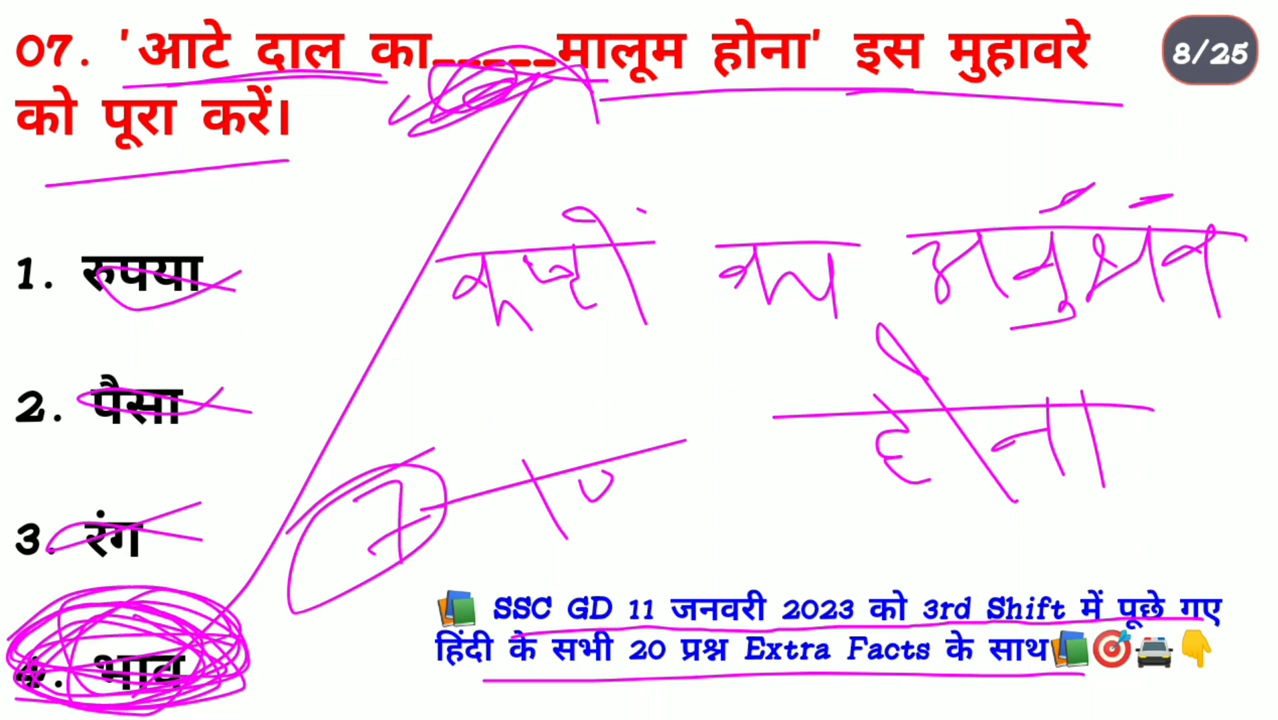 07. 'आटे दाल का_____मालूम होना' इस मुहावरे
8/25
को पूरा करें।
1. रुपया
कष्टों का अनुभव
2. पैसा
होना
3. रंग
4. भाव
📚 SSC GD 11 जनवरी 2023 को 3rd Shift में पूछे गए
हिंदी के सभी 20 प्रश्न Extra Facts के साथ📚🎯🚔👇